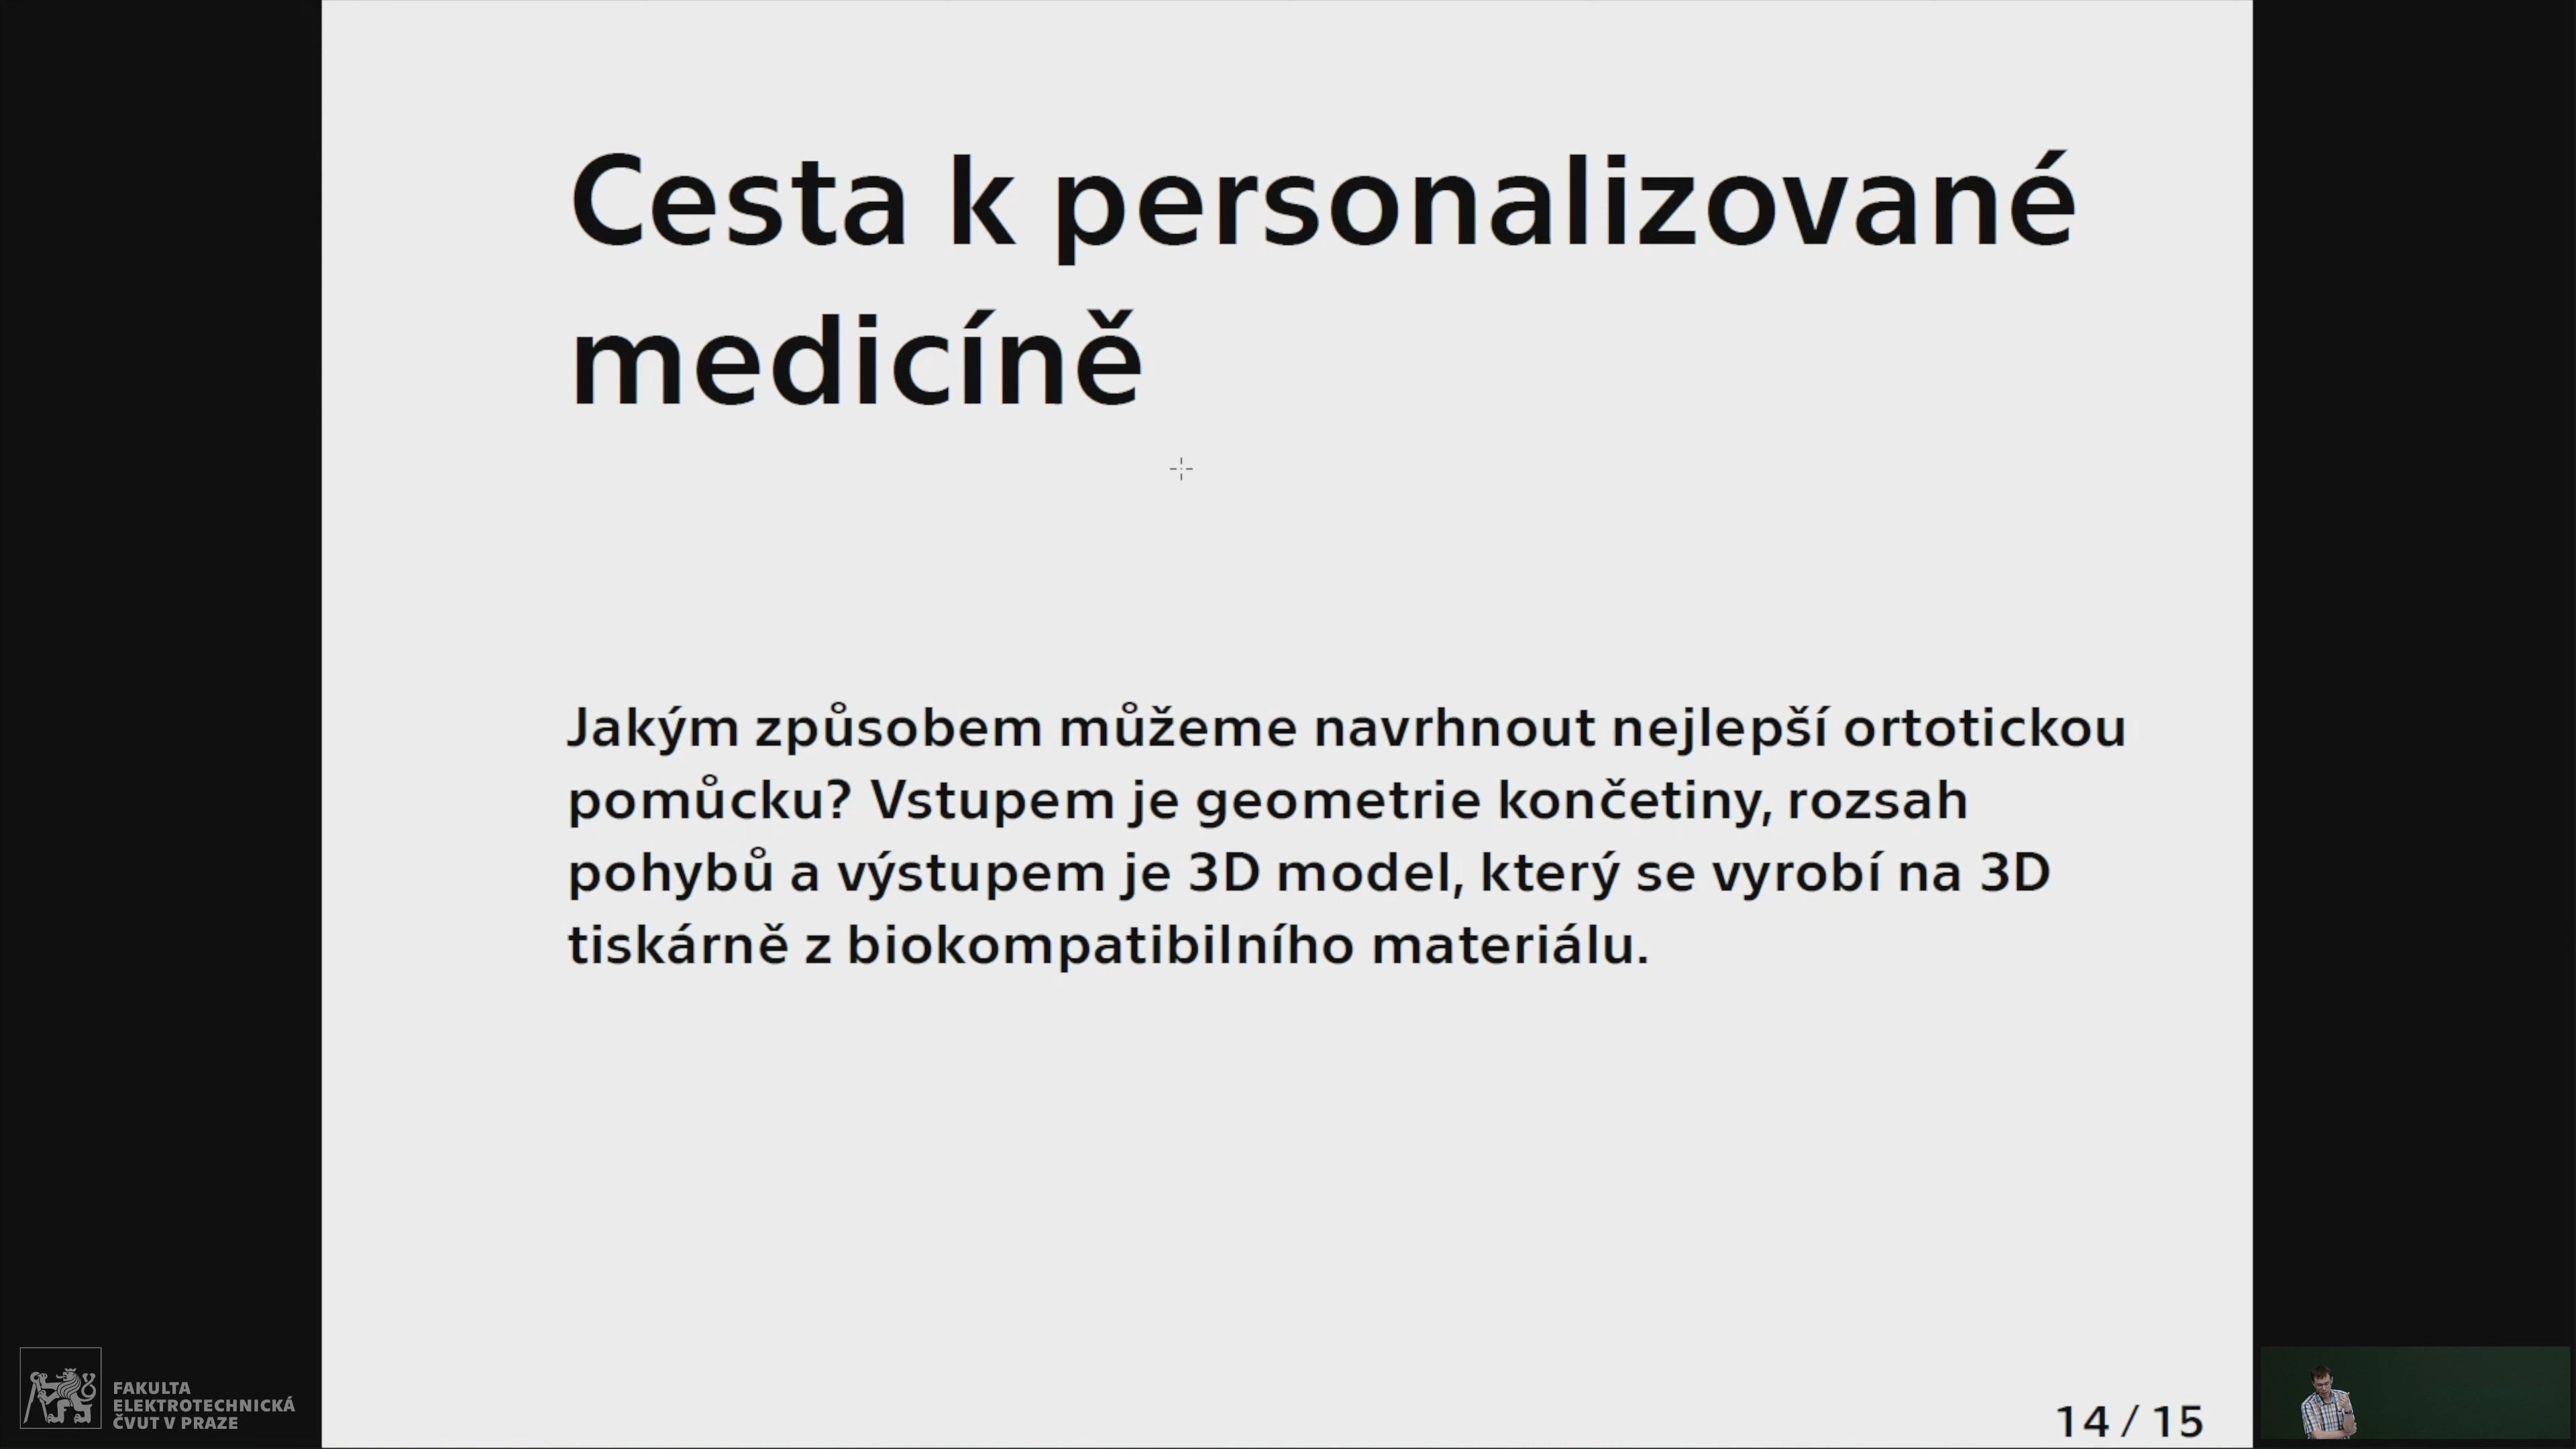 Cesta k personalizované
medicíně
Jakým způsobem můžeme navrhnout nejlepší ortotickou
pomůcku? Vstupem je geometrie končetiny, rozsah
pohybů a výstupem je 3D model, který se vyrobí na 3D
tiskárně z biokompatibilního materiálu.
FAKULTA
ELEKTROTECHNICKÁ
ČVUT V PRAZE
14 / 15